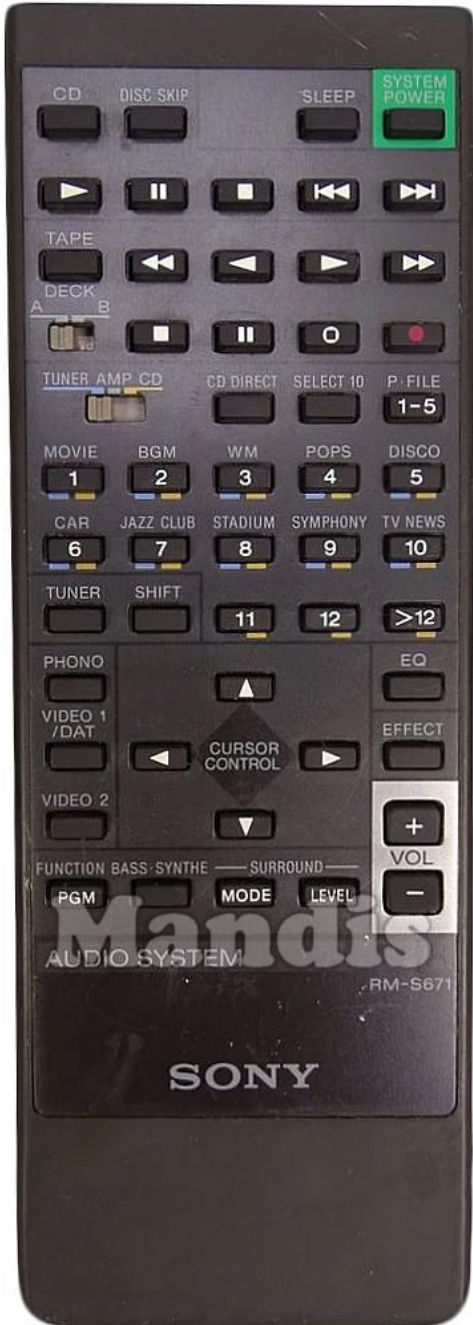 CD DISC SKIP SLEEP SYSTEM POWER
TAPE
DECK
A B
TUNER AMP CD CD DIRECT SELECT 10 P·FILE
1-5
MOVIE BGM WM POPS DISCO
1 2 3 4 5
CAR JAZZ CLUB STADIUM SYMPHONY TV NEWS
6 7 8 9 10
TUNER SHIFT
11 12 >12
PHONO EQ
VIDEO 1
/DAT
EFFECT
CURSOR
CONTROL
VIDEO 2
+
VOL
−
FUNCTION BASS·SYNTHE SURROUND
PGM MODE LEVEL
Mandis
AUDIO SYSTEM
RM-S671
SONY